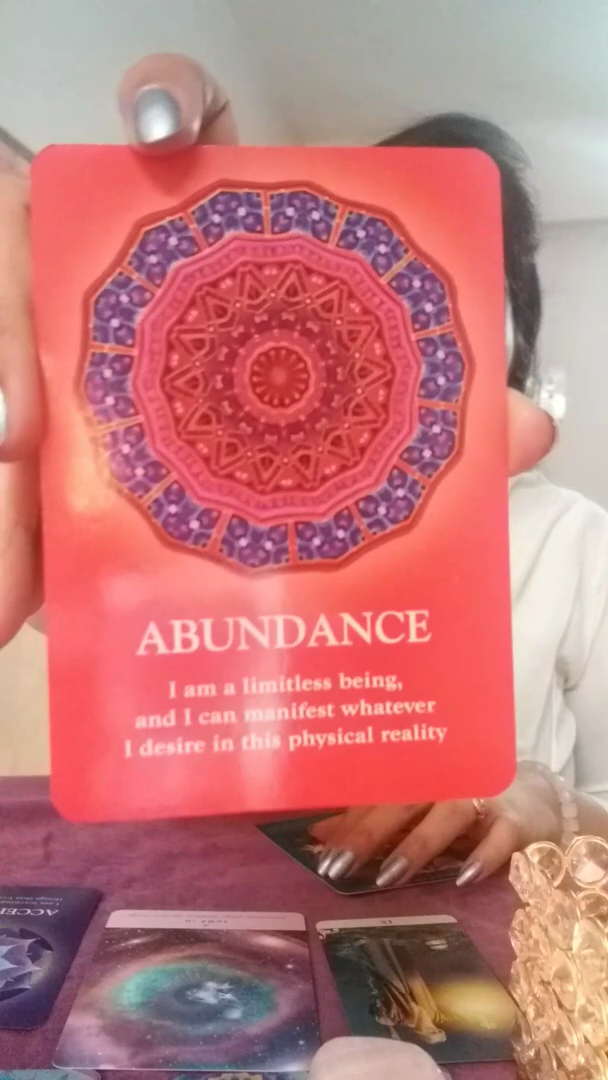 ABUNDANCE
I am a limitless being,
and I can manifest whatever
I desire in this physical reality